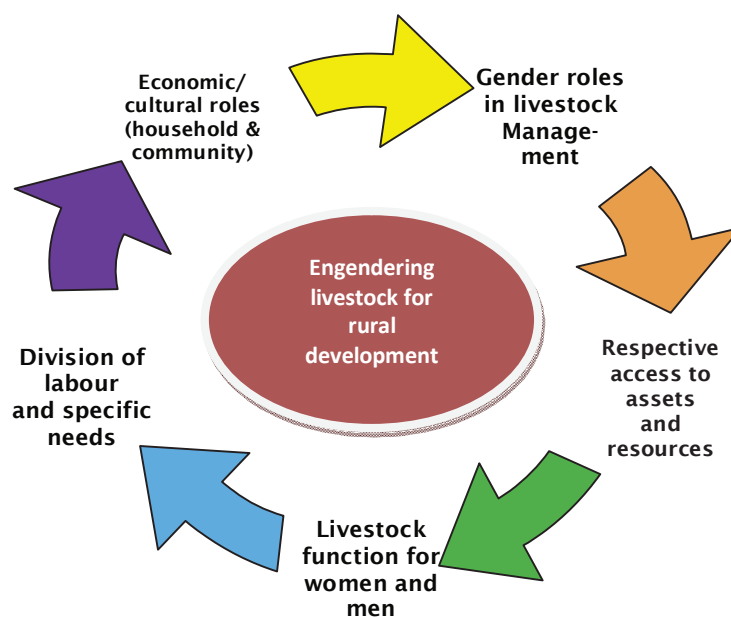 Economic/
cultural roles
(household &
community)
Gender roles
in livestock
Manage-
ment
Engendering
livestock for
rural
development
Respective
access to
assets
and
resources
Livestock
function for
women and
men
Division of
labour
and specific
needs